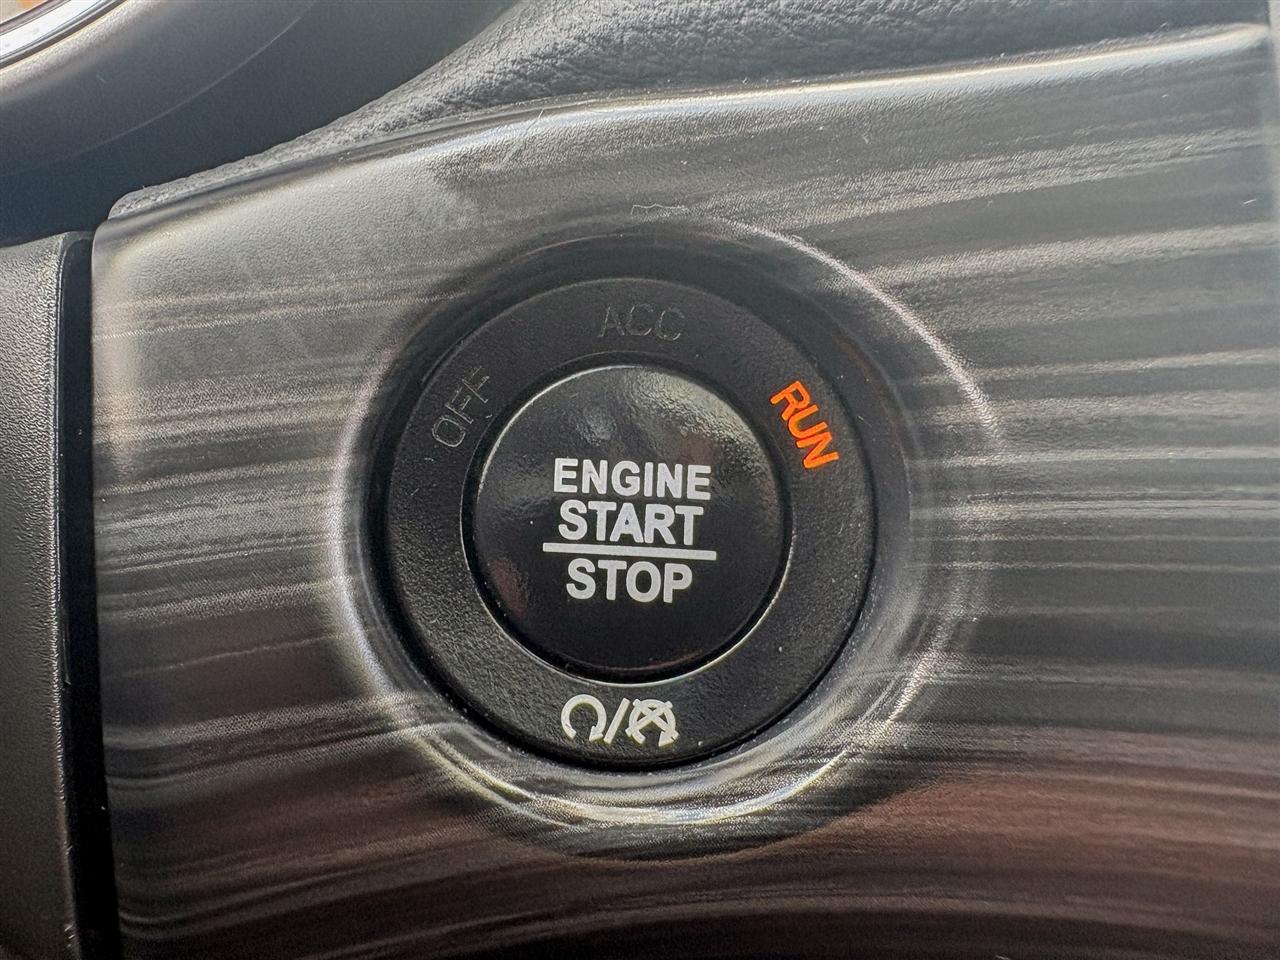 ACC
OFF
RUN
ENGINE
START
STOP